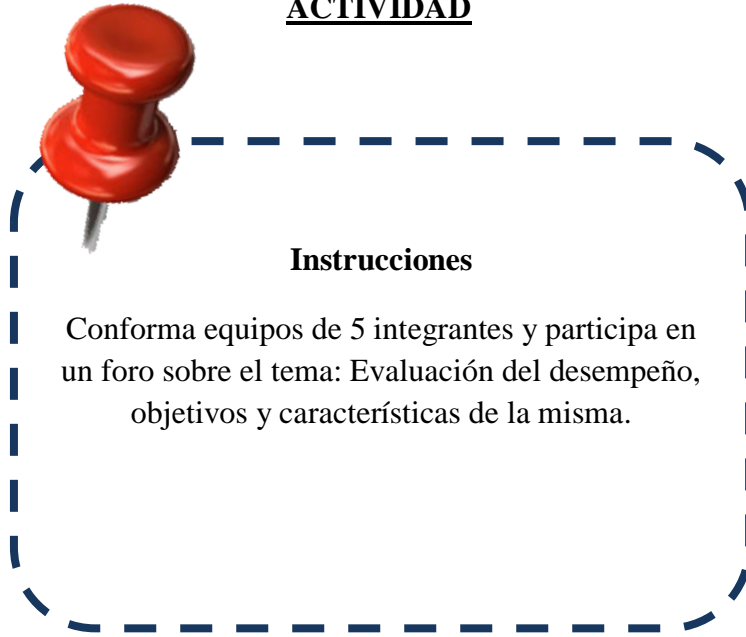 ACTIVIDAD
Instrucciones
Conforma equipos de 5 integrantes y participa en
un foro sobre el tema: Evaluación del desempeño,
objetivos y características de la misma.